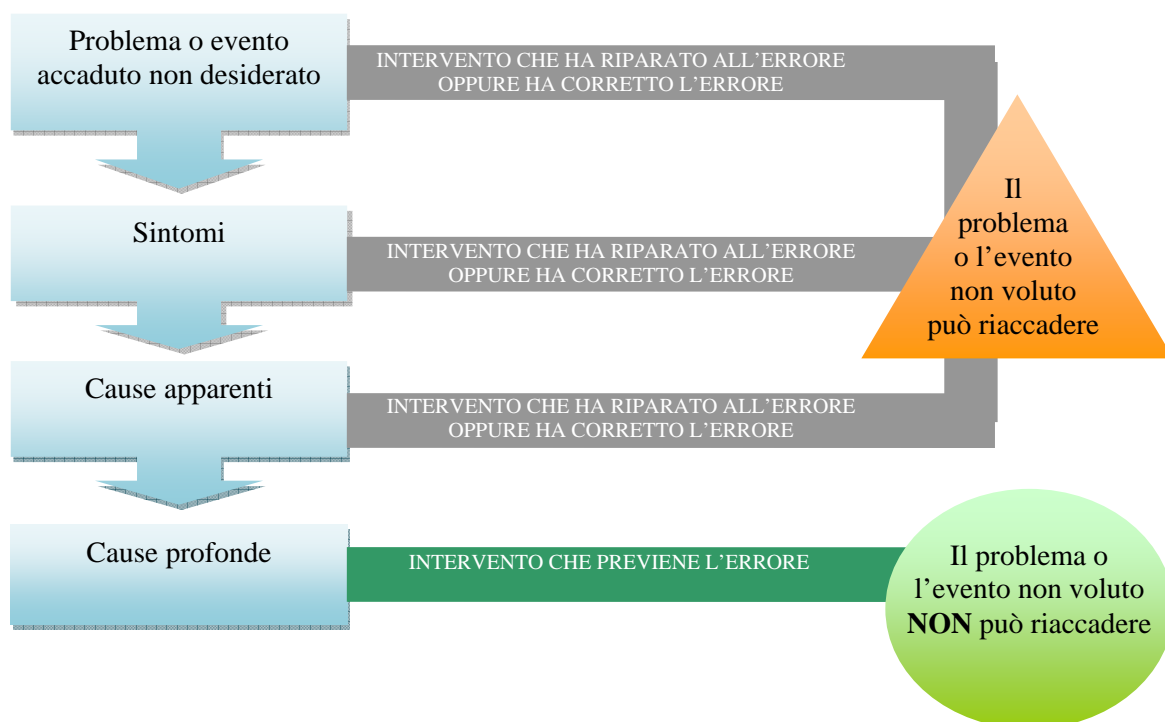 Problema o evento
accaduto non desiderato
INTERVENTO CHE HA RIPARATO ALL’ERRORE
OPPURE HA CORRETTO L’ERRORE
Sintomi
INTERVENTO CHE HA RIPARATO ALL’ERRORE
OPPURE HA CORRETTO L’ERRORE
Il
problema
o l’evento
non voluto
può riaccadere
Cause apparenti
INTERVENTO CHE HA RIPARATO ALL’ERRORE
OPPURE HA CORRETTO L’ERRORE
Cause profonde
INTERVENTO CHE PREVIENE L’ERRORE
Il problema o
l’evento non voluto
NON può riaccadere